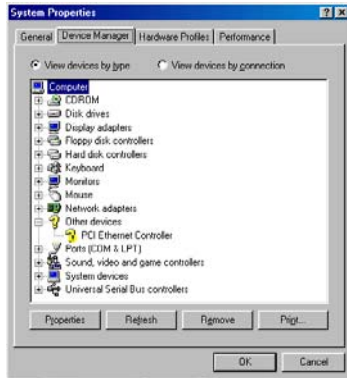 System Properties
General Device Manager Hardware Profiles Performance
View devices by type View devices by connection
Computer
CDROM
Disk drives
Display adapters
Floppy disk controllers
Hard disk controllers
Keyboard
Monitors
Mouse
Network adapters
Other devices
PCI Ethernet Controller
Ports (COM & LPT)
Sound, video and game controllers
System devices
Universal Serial Bus controllers
Properties Refresh Remove Print...
OK Cancel